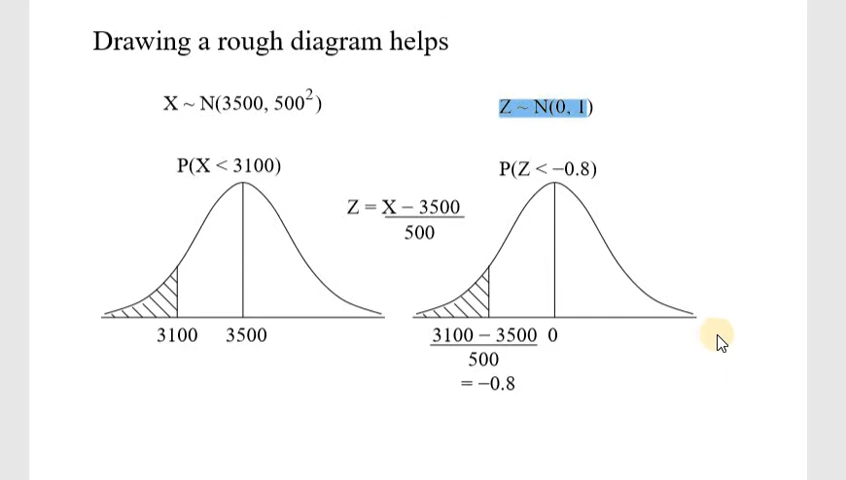 Drawing a rough diagram helps
X ~ N(3500, 500²)
Z ~ N(0, 1)
P(X < 3100)
P(Z < −0.8)
Z = X − 3500
500
3100 3500
3100 − 3500 0
500
= −0.8